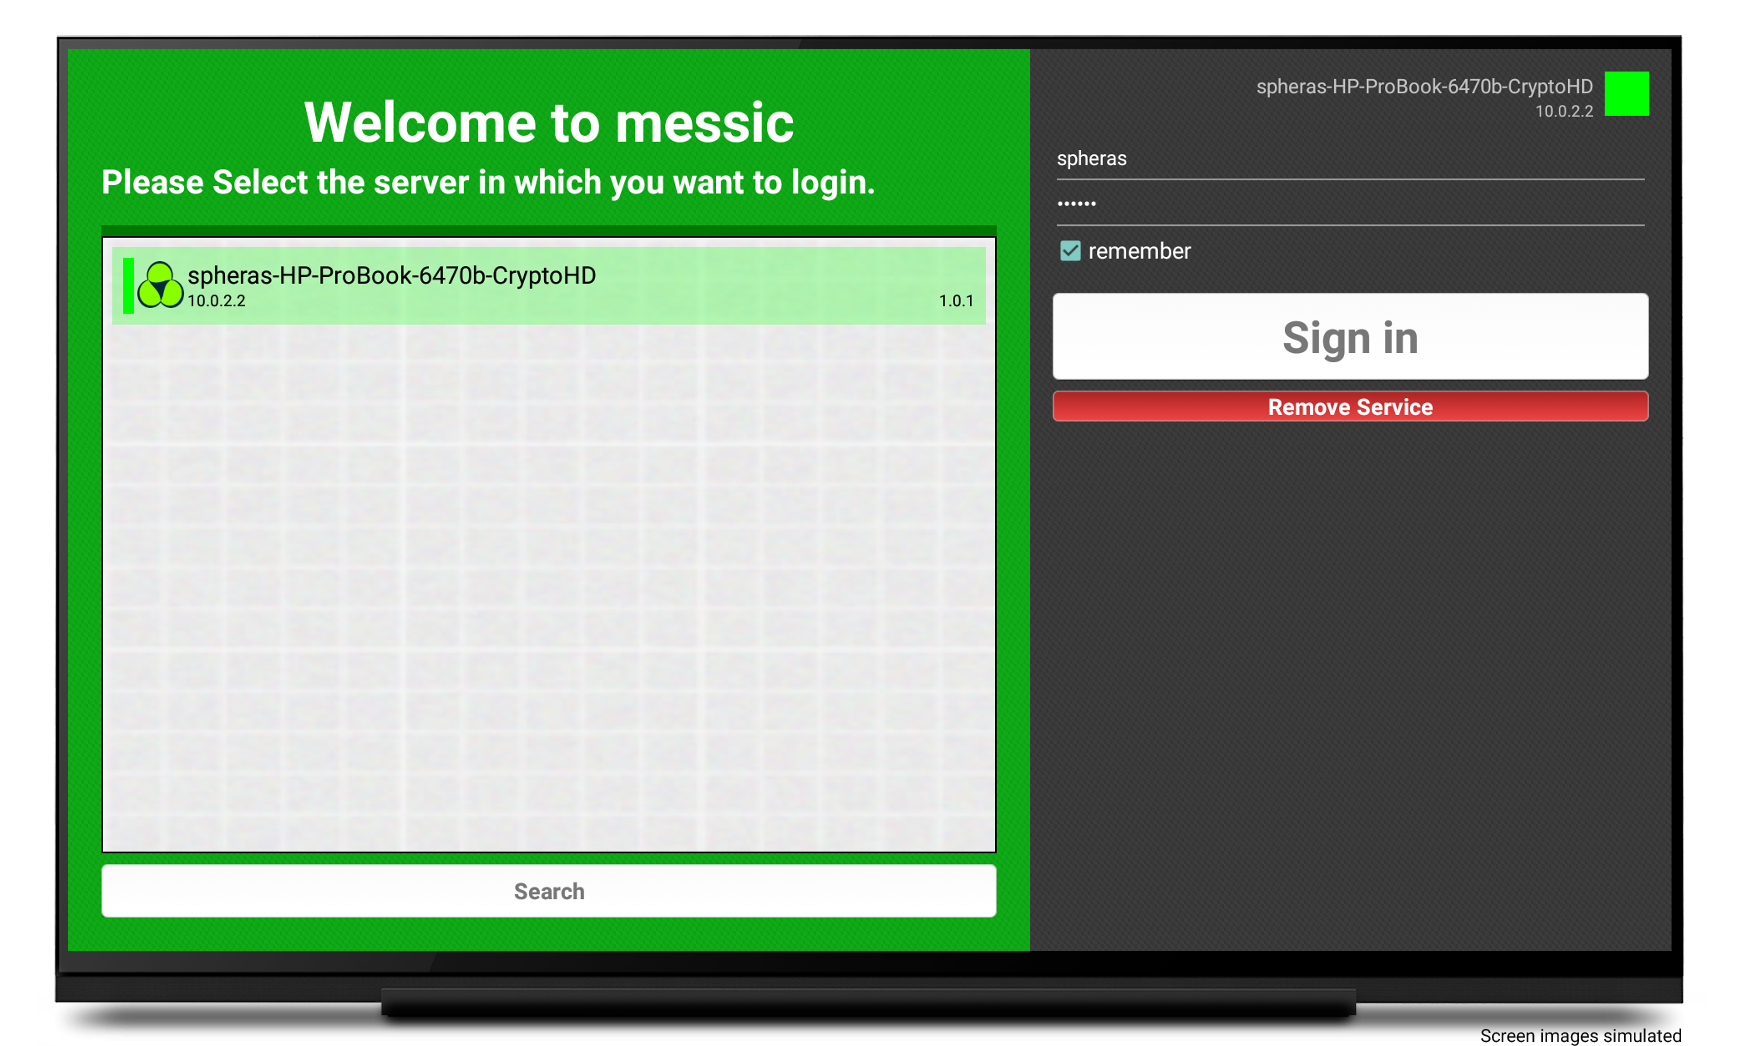 Welcome to messic
Please Select the server in which you want to login.
spheras-HP-ProBook-6470b-CryptoHD
10.0.2.2
1.0.1
Search
spheras-HP-ProBook-6470b-CryptoHD
10.0.2.2
spheras
••••••
remember
Sign in
Remove Service
Screen images simulated